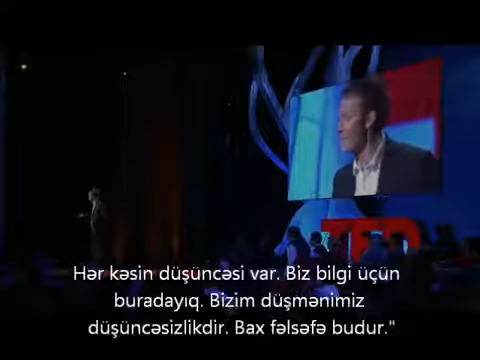 TED
Hər kəsin düşüncəsi var. Biz bilgi üçün
buradayıq. Bizim düşmənimiz
düşüncəsizlikdir. Bax fəlsəfə budur."